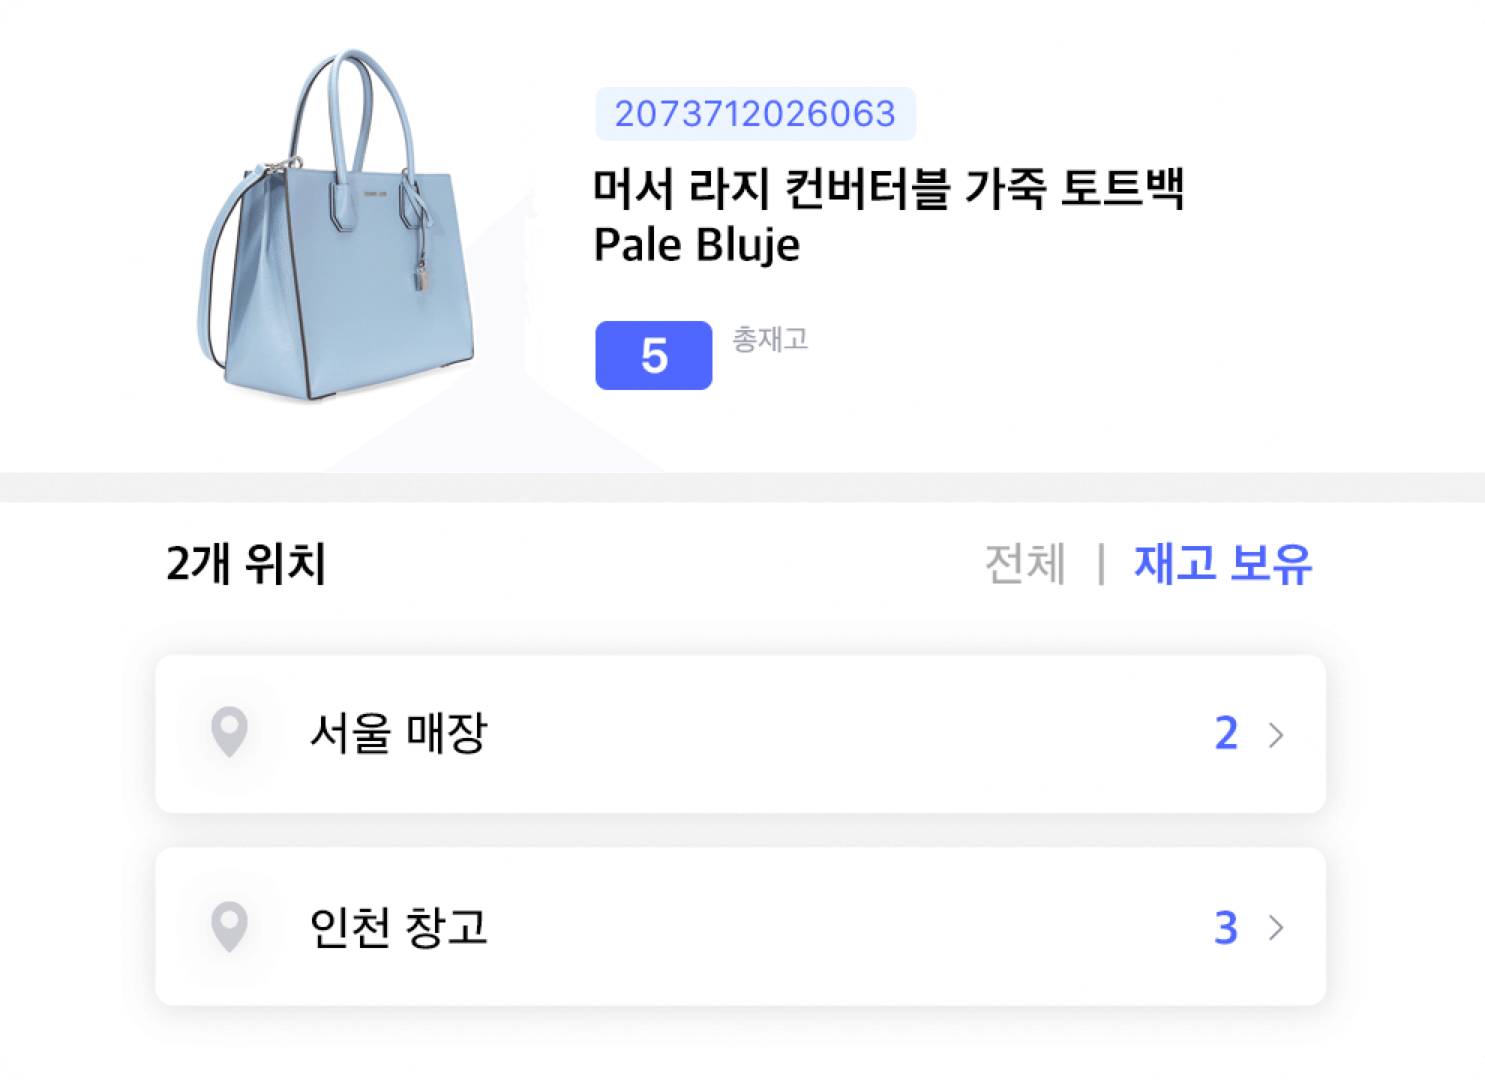 2073712026063
머서 라지 컨버터블 가죽 토트백
Pale Bluje
5 총재고
2개 위치
전체 | 재고 보유
서울 매장 2
인천 창고 3